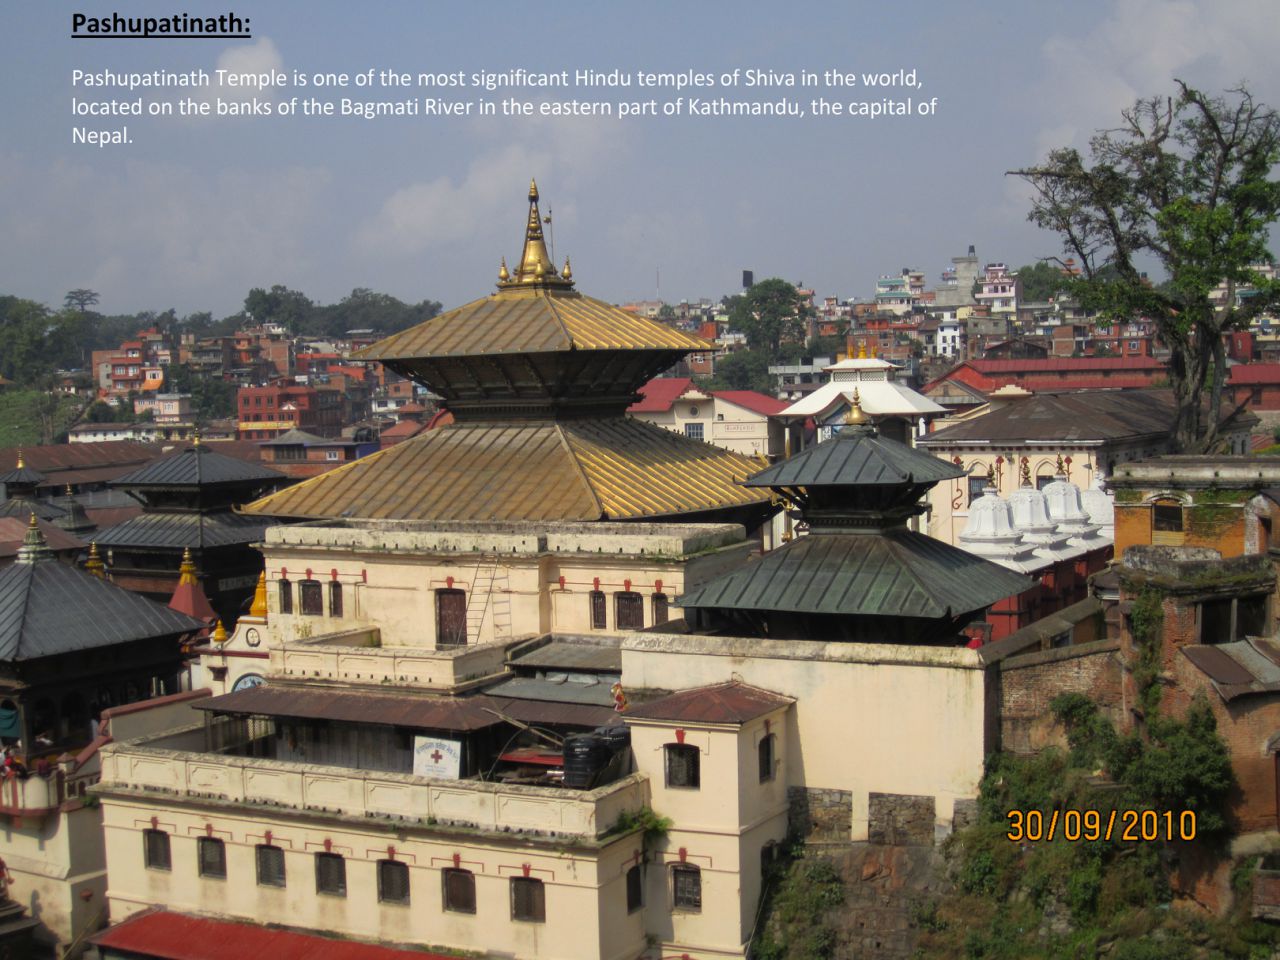 Pashupatinath:
Pashupatinath Temple is one of the most significant Hindu temples of Shiva in the world,
located on the banks of the Bagmati River in the eastern part of Kathmandu, the capital of
Nepal.
30/09/2010